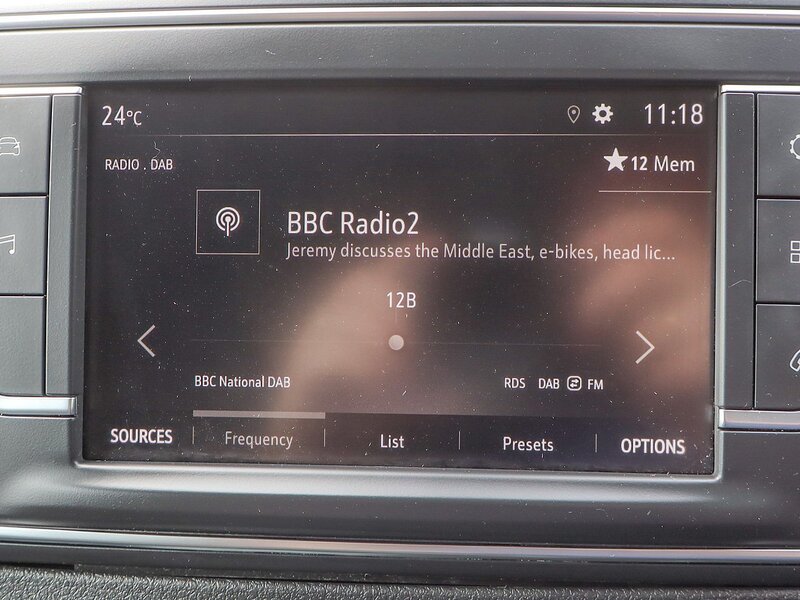 24°C 11:18
RADIO . DAB ★12 Mem
BBC Radio2
Jeremy discusses the Middle East, e-bikes, head lic...
12B
BBC National DAB RDS DAB FM
SOURCES Frequency List Presets OPTIONS